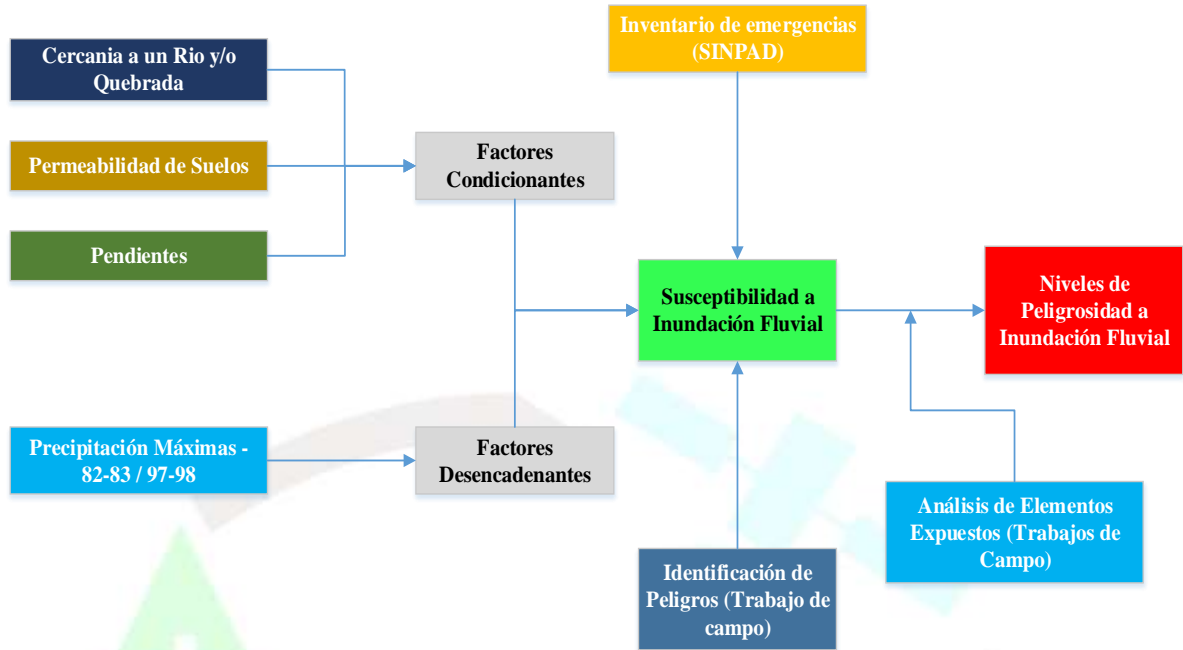 Inventario de emergencias
(SINPAD)
Cercania a un Rio y/o
Quebrada
Permeabilidad de Suelos
Pendientes
Factores
Condicionantes
Susceptibilidad a
Inundación Fluvial
Niveles de
Peligrosidad a
Inundación Fluvial
Precipitación Máximas -
82-83 / 97-98
Factores
Desencadenantes
Análisis de Elementos
Expuestos (Trabajos de
Campo)
Identificación de
Peligros (Trabajo de
campo)